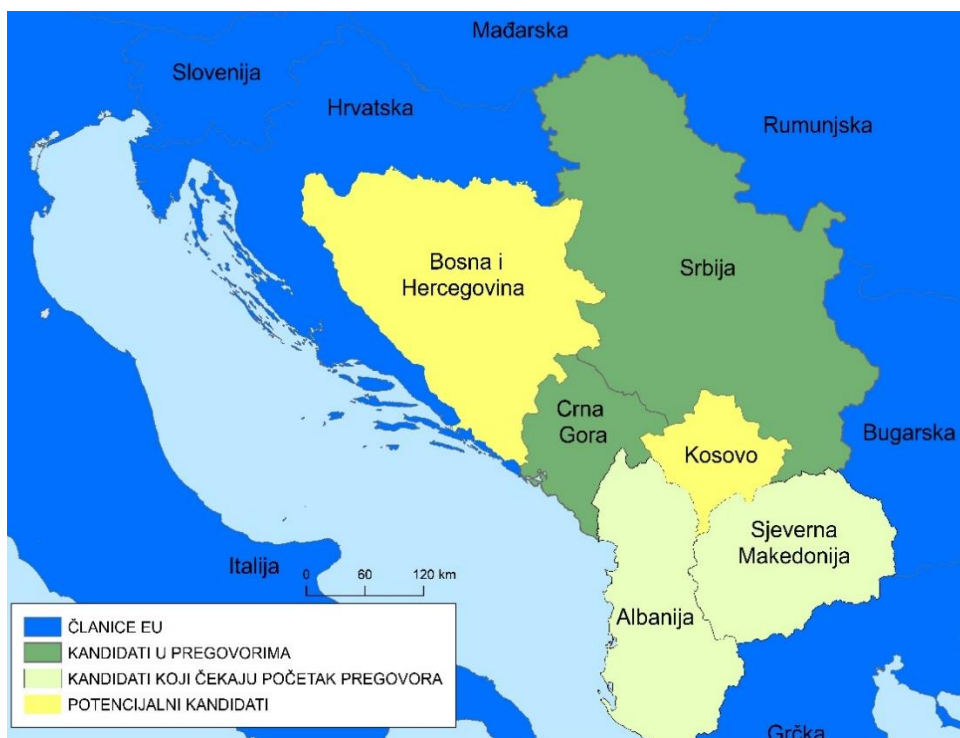 Mađarska
Slovenija
Hrvatska
Rumunjska
Bosna i
Hercegovina
Srbija
Crna
Gora
Kosovo
Bugarska
Sjeverna
Makedonija
Italija
0 60 120 km
Albanija
Grčka
ČLANICE EU
KANDIDATI U PREGOVORIMA
KANDIDATI KOJI ČEKAJU POČETAK PREGOVORA
POTENCIJALNI KANDIDATI